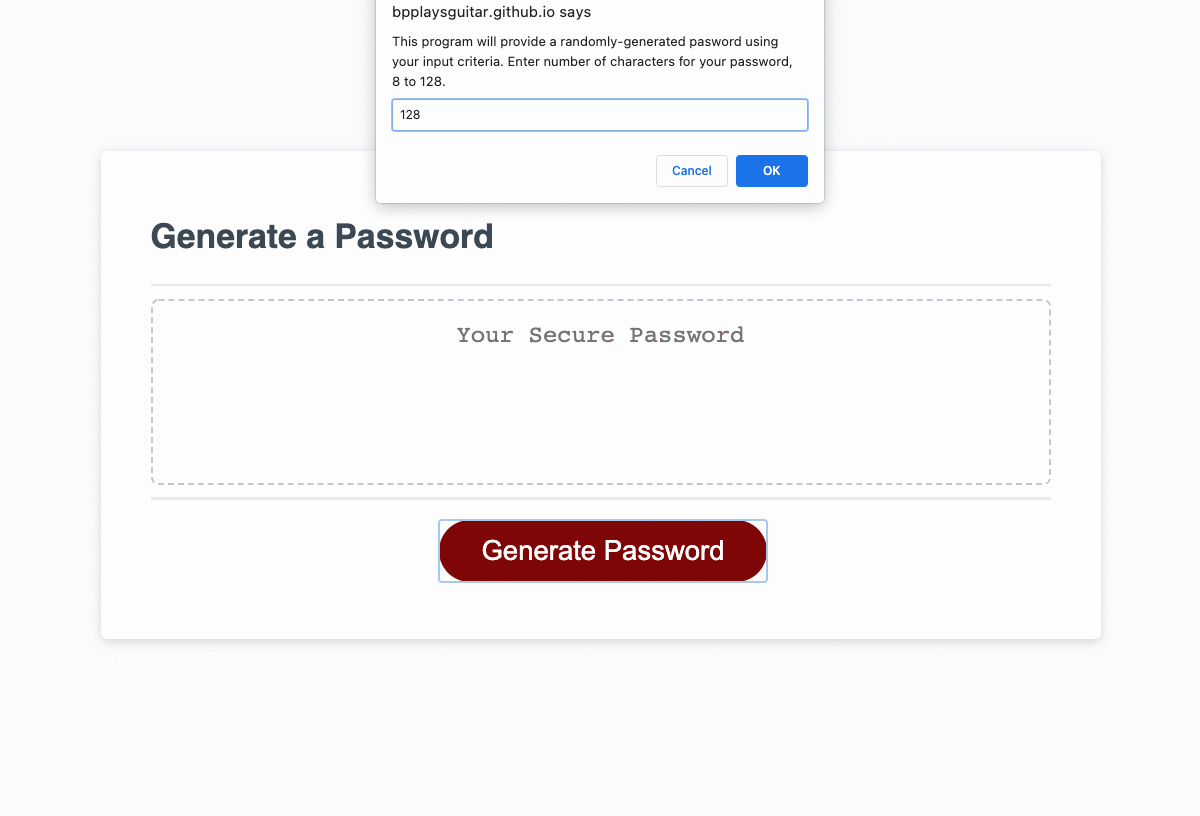 bpplaysguitar.github.io says
This program will provide a randomly-generated pasword using
your input criteria. Enter number of characters for your password,
8 to 128.
128
Cancel
OK
Generate a Password
Your Secure Password
Generate Password